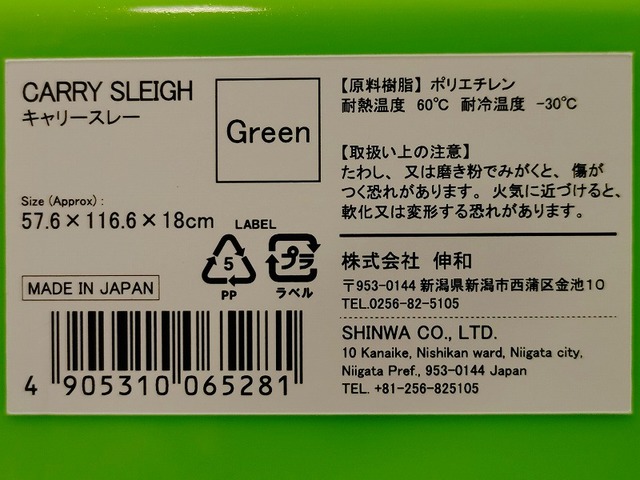 CARRY SLEIGH
キャリースレー
Green
Size (Approx) :
57.6×116.6×18cm
LABEL
5
PP
プラ
ラベル
MADE IN JAPAN
4 905310 065281
【原料樹脂】 ポリエチレン
耐熱温度 60℃ 耐冷温度 -30℃
【取扱い上の注意】
たわし、又は磨き粉でみがくと、傷が
つく恐れがあります。火気に近づけると、
軟化又は変形する恐れがあります。
株式会社 伸和
〒953-0144 新潟県新潟市西蒲区金池10
TEL.0256-82-5105
SHINWA CO., LTD.
10 Kanaike, Nishikan ward, Niigata city,
Niigata Pref., 953-0144 Japan
TEL. +81-256-825105